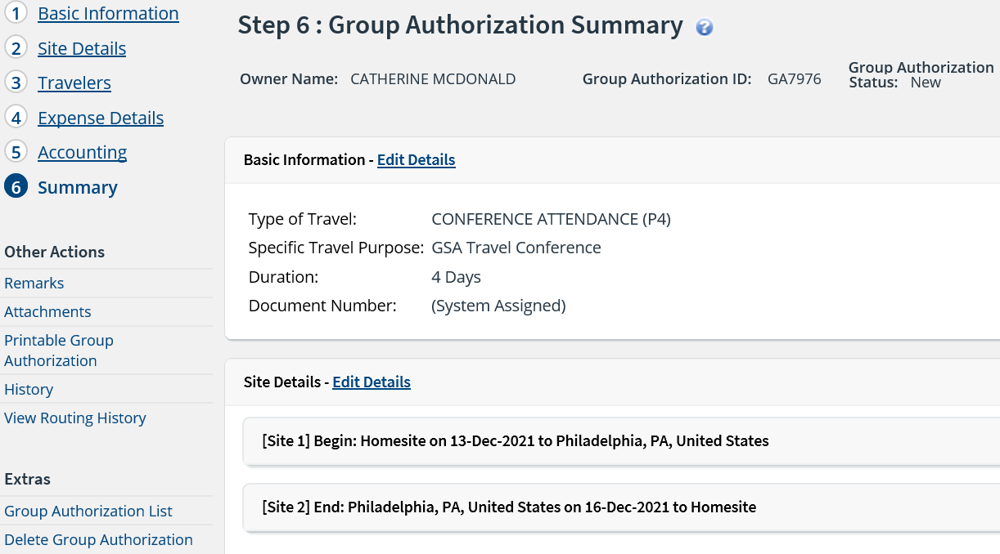 1 Basic Information
2 Site Details
3 Travelers
4 Expense Details
5 Accounting
6 Summary
Other Actions
Remarks
Attachments
Printable Group
Authorization
History
View Routing History
Extras
Group Authorization List
Delete Group Authorization
Step 6 : Group Authorization Summary ?
Owner Name: CATHERINE MCDONALD
Group Authorization ID: GA7976
Group Authorization
Status: New
Basic Information - Edit Details
Type of Travel: CONFERENCE ATTENDANCE (P4)
Specific Travel Purpose: GSA Travel Conference
Duration: 4 Days
Document Number: (System Assigned)
Site Details - Edit Details
[Site 1] Begin: Homesite on 13-Dec-2021 to Philadelphia, PA, United States
[Site 2] End: Philadelphia, PA, United States on 16-Dec-2021 to Homesite